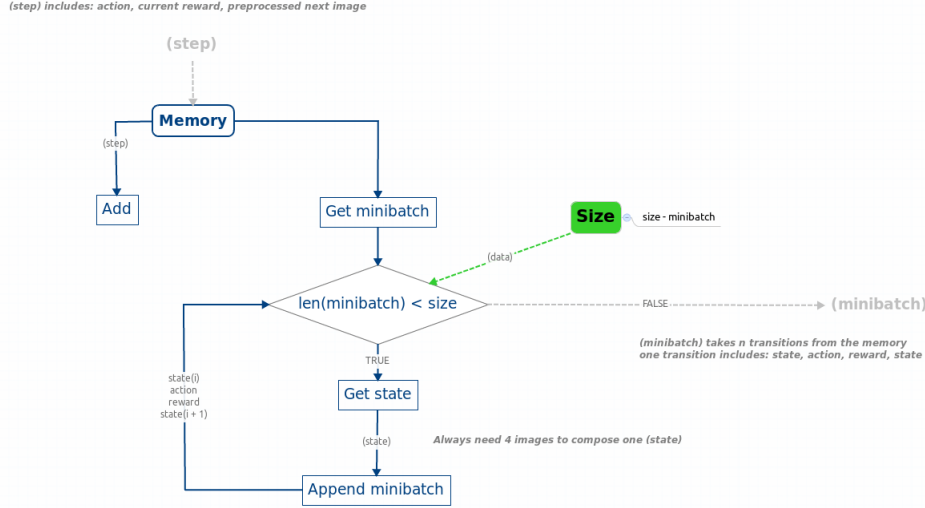 (step) includes: action, current reward, preprocessed next image
(step)
Memory
(step)
Add
Get minibatch
Size
size - minibatch
(data)
len(minibatch) < size
FALSE
(minibatch)
(minibatch) takes n transitions from the memory
one transition includes: state, action, reward, state
TRUE
state(i)
action
reward
state(i + 1)
Get state
(state)
Always need 4 images to compose one (state)
Append minibatch